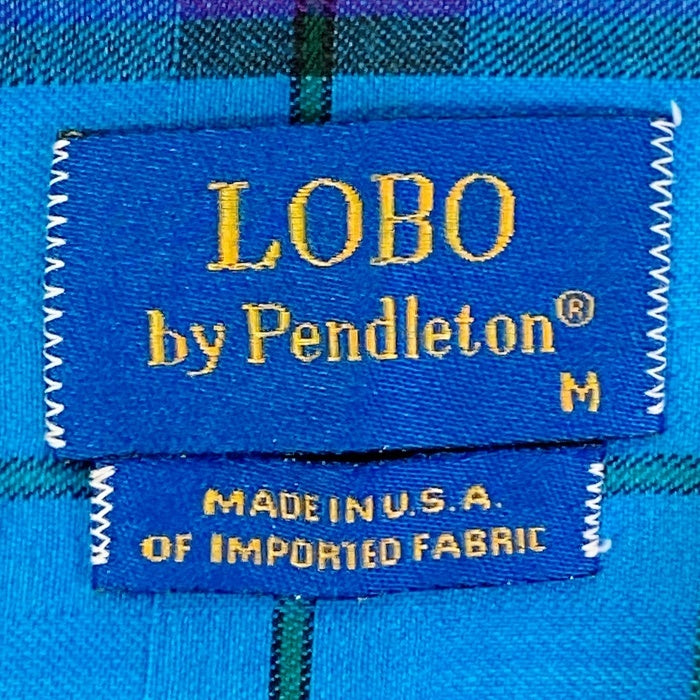 LOBO
by Pendleton®
M
MADE IN U.S.A.
OF IMPORTED FABRIC